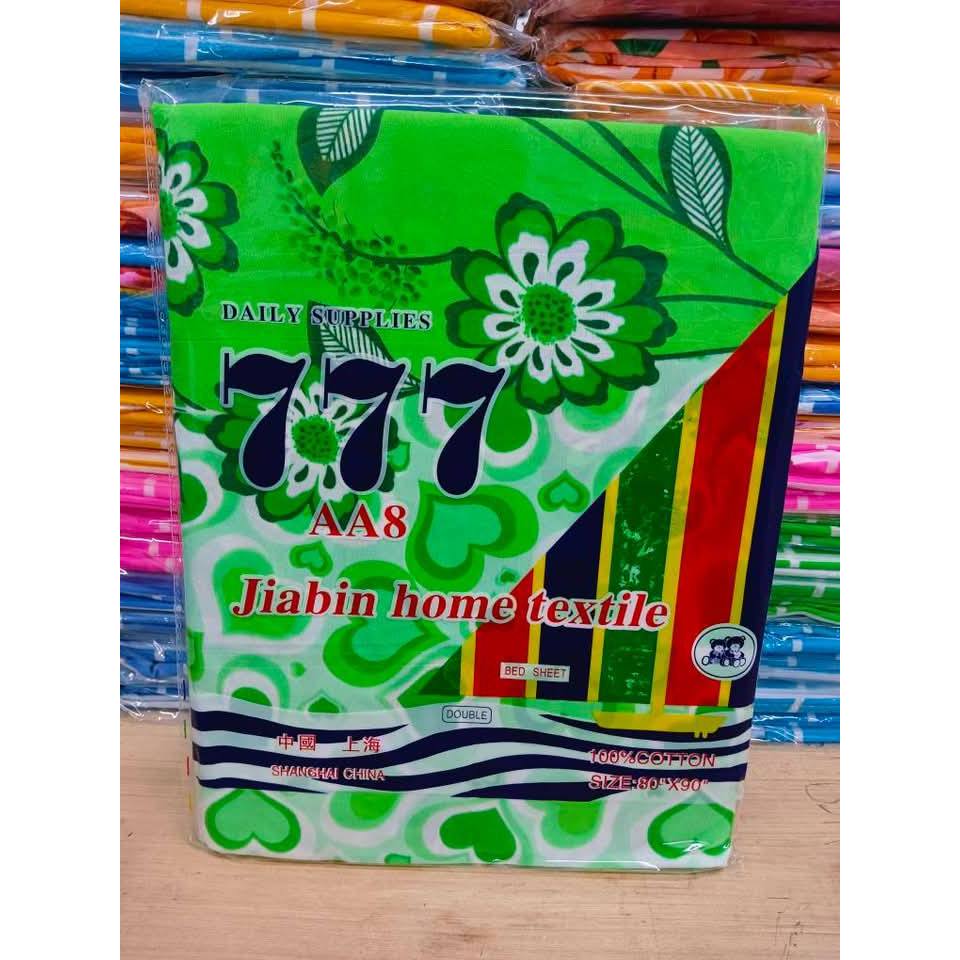 DAILY SUPPLIES
777
AA8
Jiabin home textile
BED SHEET
DOUBLE
中國 上海
SHANGHAI CHINA
100%COTTON
SIZE:80"X90"